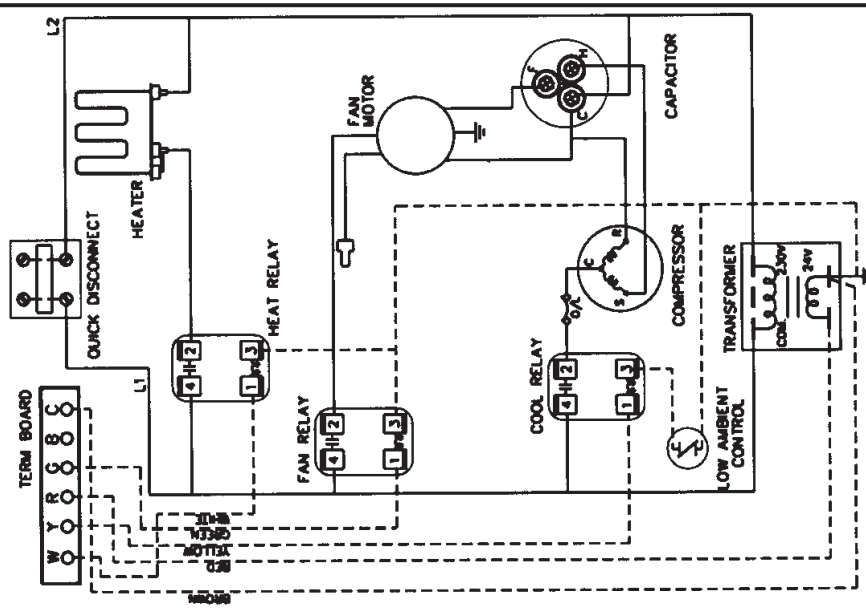 L2
HEATER
QUICK DISCONNECT
FAN
MOTOR
F
H
C
CAPACITOR
L1
HEAT RELAY
4
2
1
3
TERM BOARD
W
Y
R
G
B
C
FAN RELAY
4
2
1
3
COOL RELAY
4
2
1
3
O/L
C
S
R
COMPRESSOR
LOW AMBIENT
CONTROL
TRANSFORMER
COM.
230V
24V
WHITE
GREEN
YELLOW
RED
BROWN